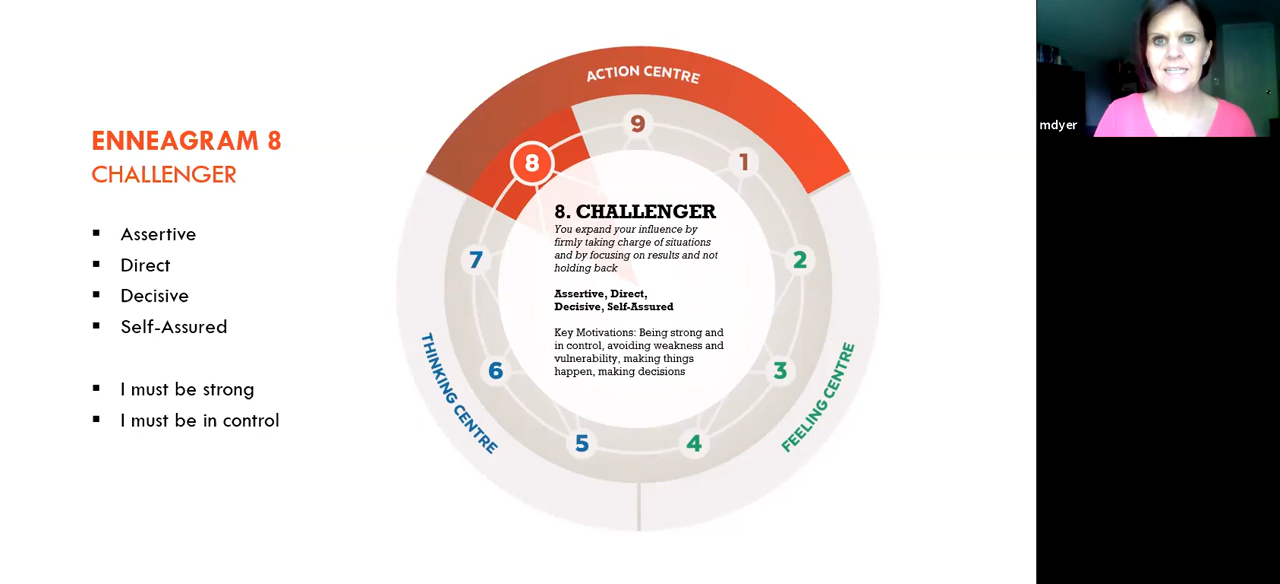 ENNEAGRAM 8
CHALLENGER
▪ Assertive
▪ Direct
▪ Decisive
▪ Self-Assured
▪ I must be strong
▪ I must be in control
ACTION CENTRE
9
8
1
7
2
6
3
5
4
THINKING CENTRE
FEELING CENTRE
8. CHALLENGER
You expand your influence by
firmly taking charge of situations
and by focusing on results and not
holding back
Assertive, Direct,
Decisive, Self-Assured
Key Motivations: Being strong and
in control, avoiding weakness and
vulnerability, making things
happen, making decisions
mdyer